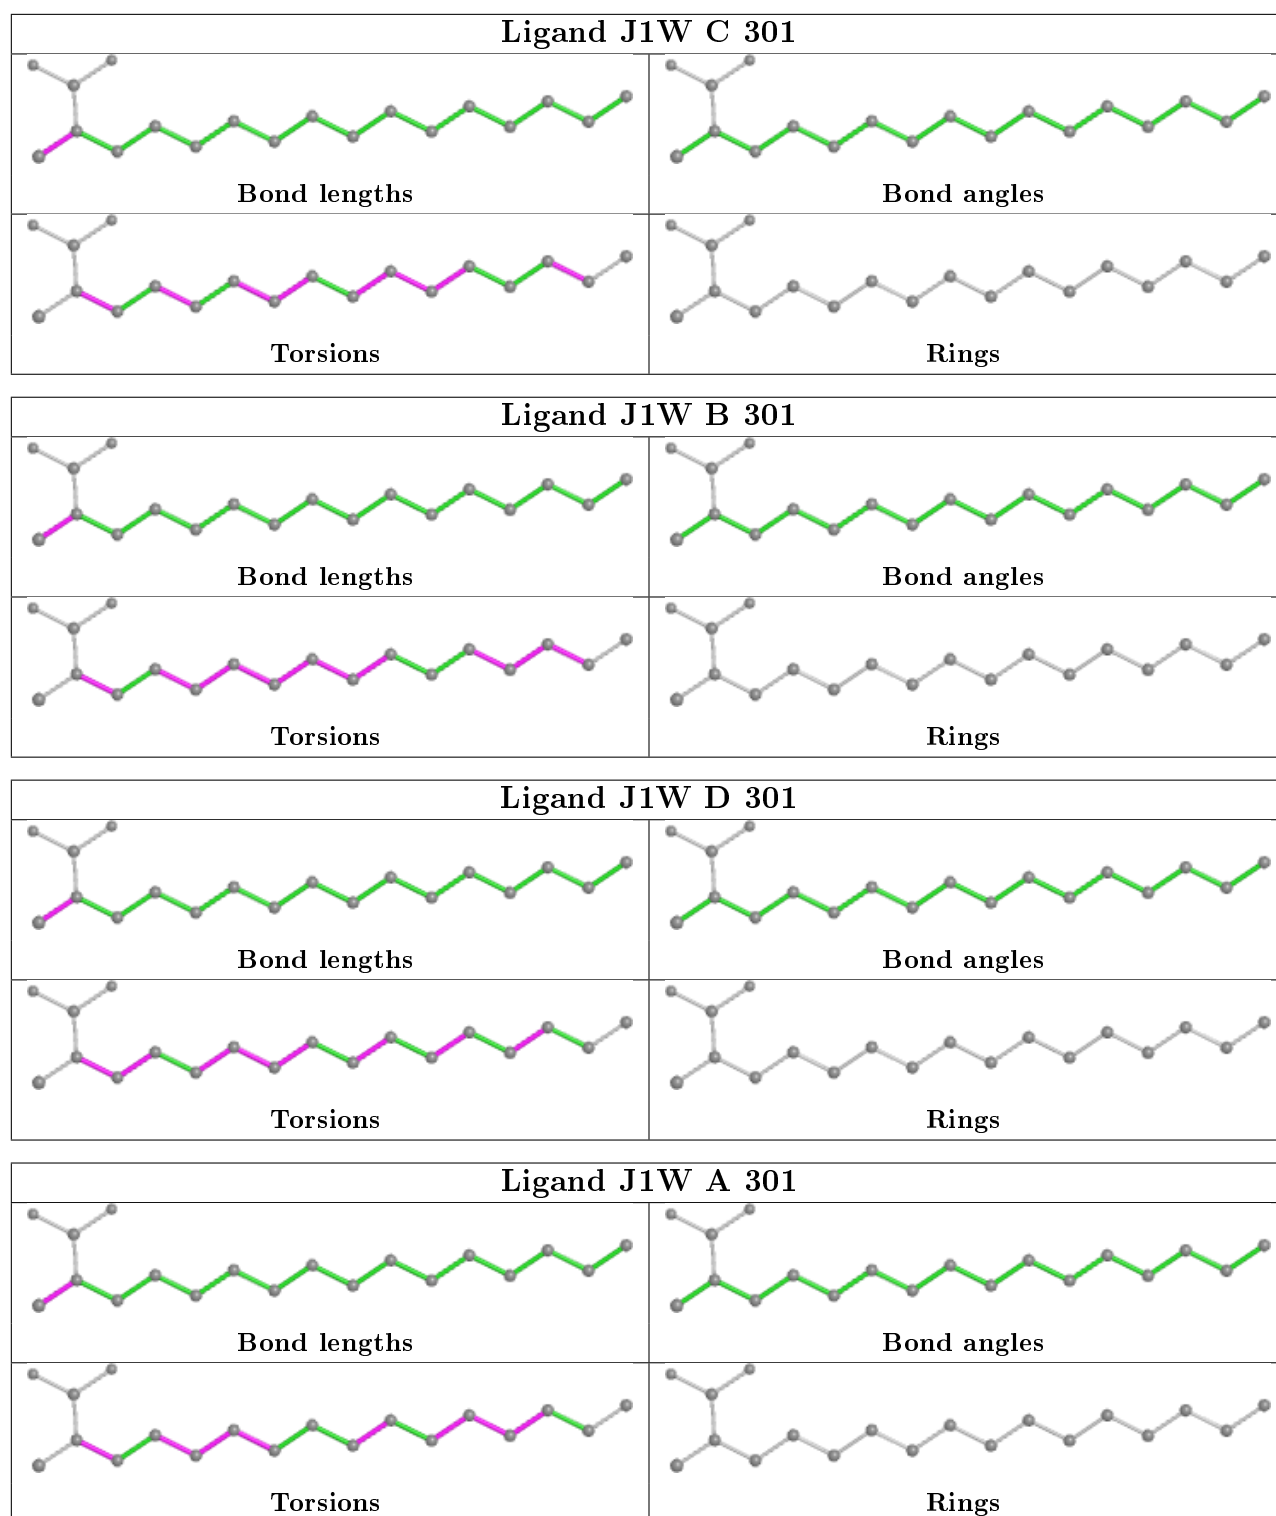 Ligand J1W C 301
Bond lengths
Bond angles
Torsions
Rings
Ligand J1W B 301
Bond lengths
Bond angles
Torsions
Rings
Ligand J1W D 301
Bond lengths
Bond angles
Torsions
Rings
Ligand J1W A 301
Bond lengths
Bond angles
Torsions
Rings